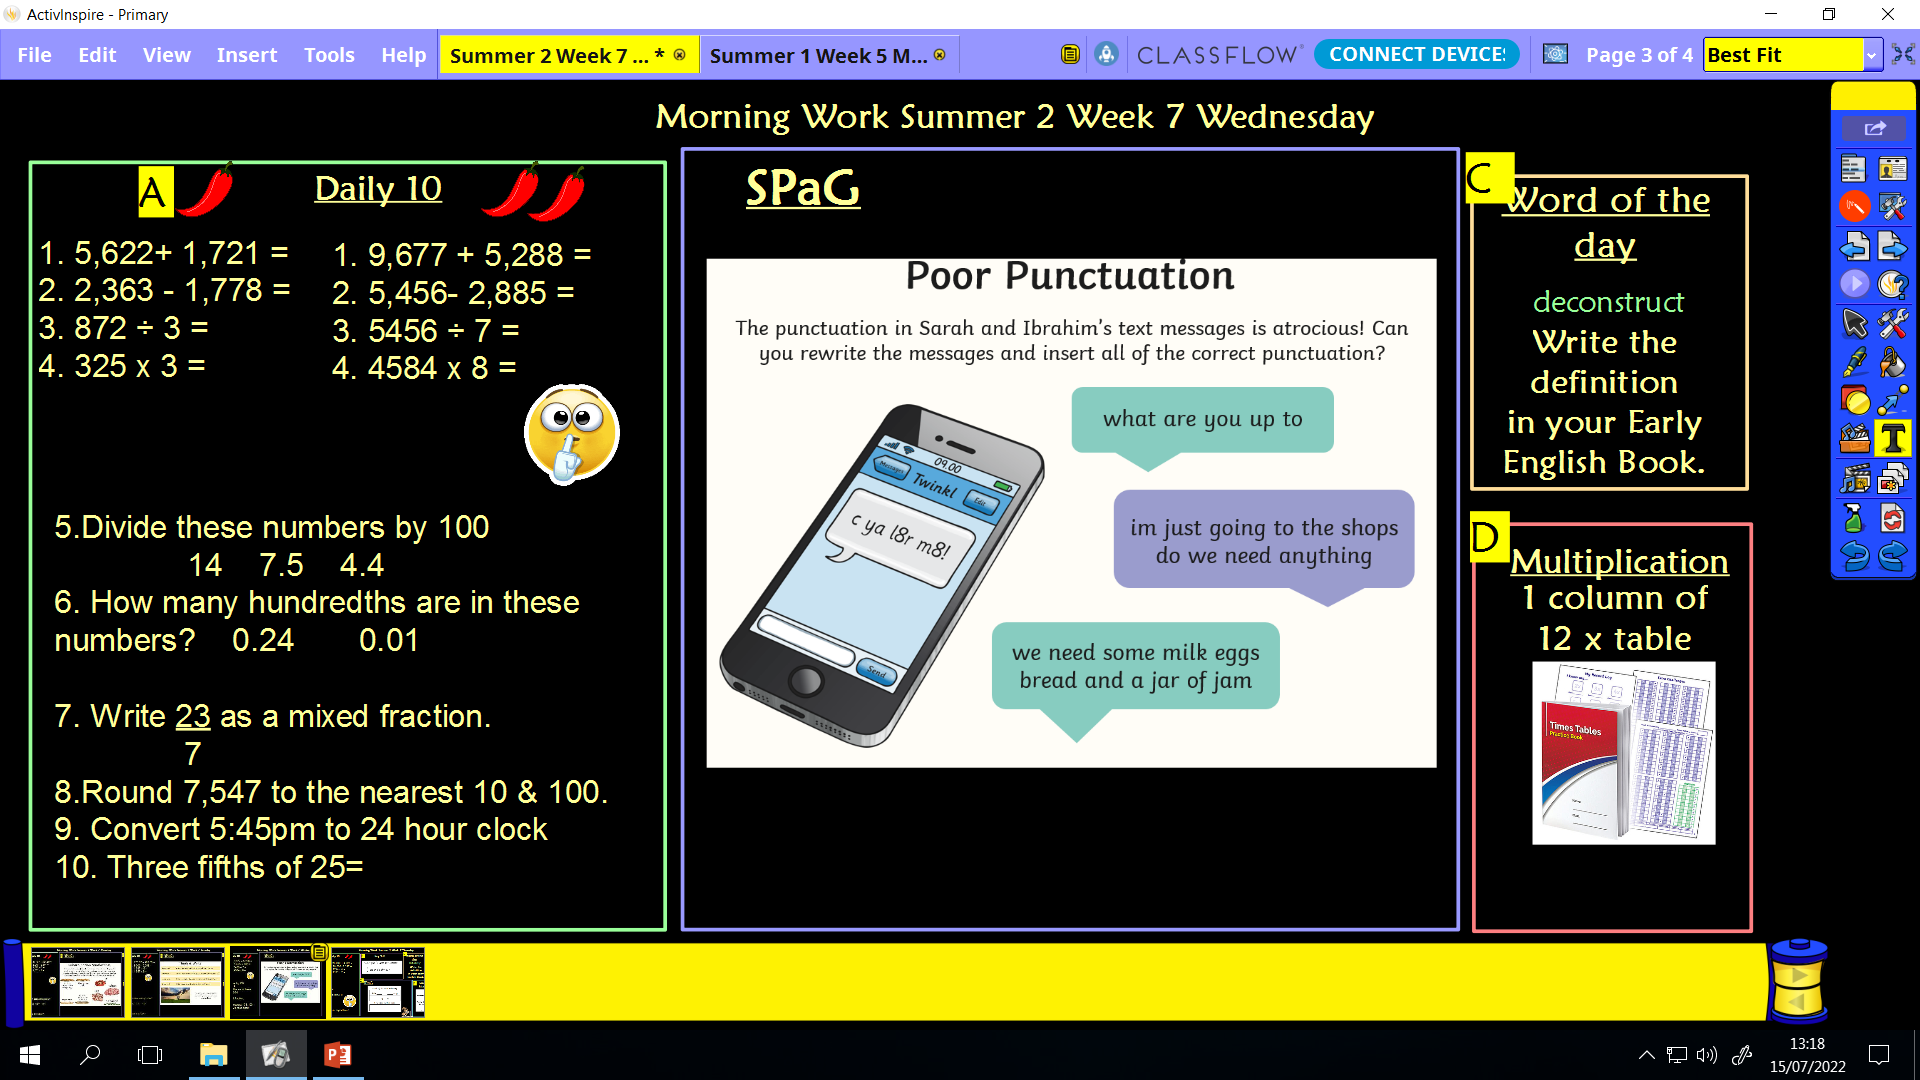 ActivInspire - Primary
File Edit View Insert Tools Help
Summer 2 Week 7 ... *
Summer 1 Week 5 M...
CLASSFLOW
CONNECT DEVICES
Page 3 of 4
Best Fit
Morning Work Summer 2 Week 7 Wednesday
A
Daily 10
1. 5,622+ 1,721 =
2. 2,363 - 1,778 =
3. 872 ÷ 3 =
4. 325 x 3 =
1. 9,677 + 5,288 =
2. 5,456- 2,885 =
3. 5456 ÷ 7 =
4. 4584 x 8 =
5.Divide these numbers by 100
14 7.5 4.4
6. How many hundredths are in these
numbers? 0.24 0.01
7. Write 23 as a mixed fraction.
7
8.Round 7,547 to the nearest 10 & 100.
9. Convert 5:45pm to 24 hour clock
10. Three fifths of 25=
SPaG
Poor Punctuation
The punctuation in Sarah and Ibrahim's text messages is atrocious! Can
you rewrite the messages and insert all of the correct punctuation?
what are you up to
im just going to the shops
do we need anything
we need some milk eggs
bread and a jar of jam
09.00
Messages
Twinkl
Edit
c ya l8r m8!
Send
C
Word of the
day
deconstruct
Write the
definition
in your Early
English Book.
D
Multiplication
1 column of
12 x table
Times Tables
Practice Book
13:18
15/07/2022